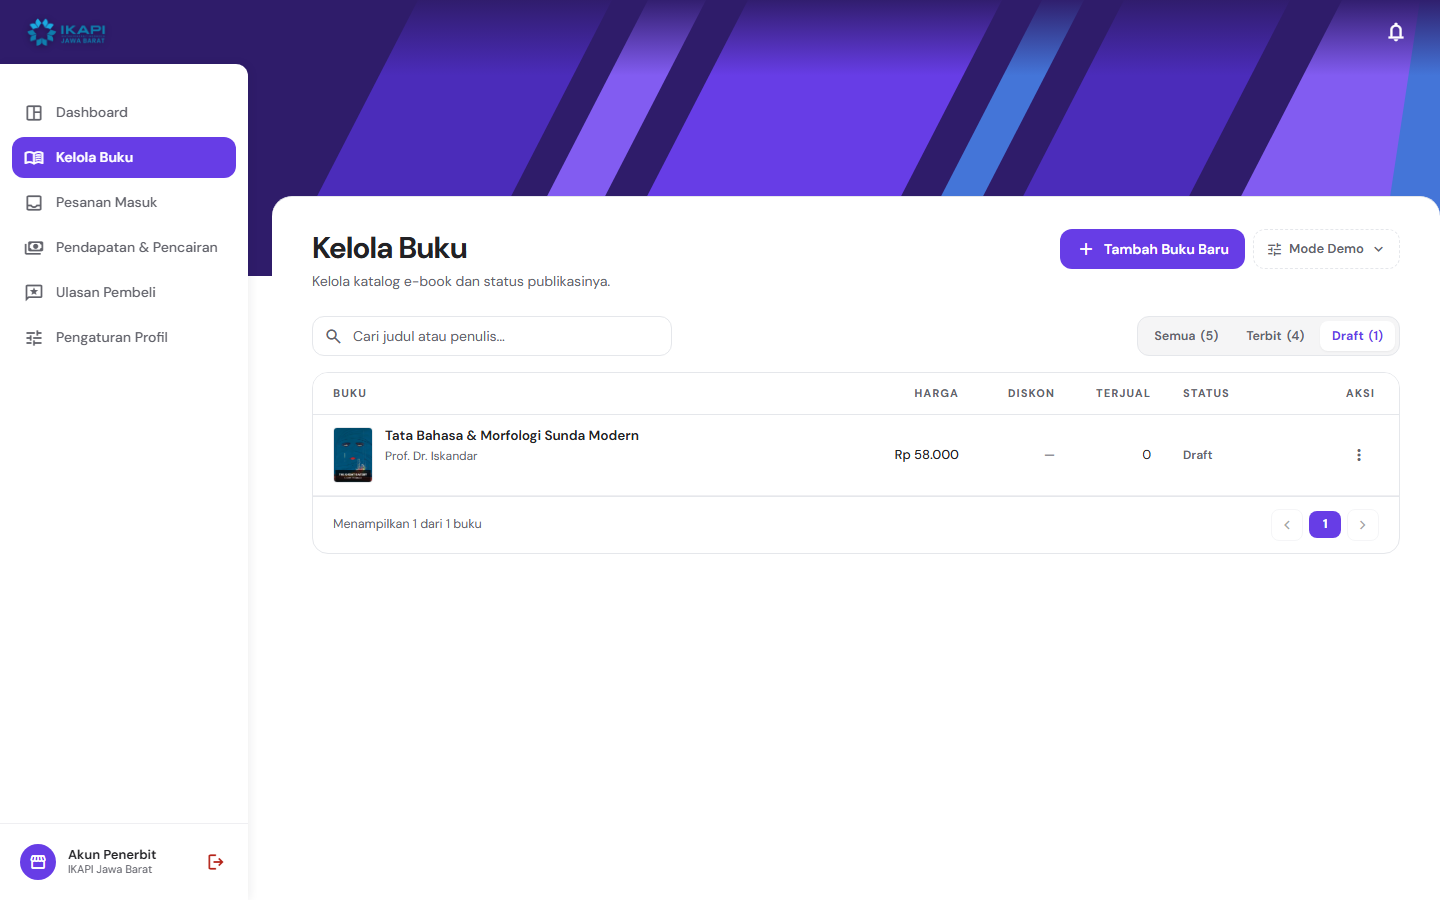 IKAPI
JAWA BARAT
Dashboard
Kelola Buku
Pesanan Masuk
Pendapatan & Pencairan
Ulasan Pembeli
Pengaturan Profil
Akun Penerbit
IKAPI Jawa Barat
Kelola Buku
Kelola katalog e-book dan status publikasinya.
Tambah Buku Baru
Mode Demo
Cari judul atau penulis...
Semua (5) Terbit (4) Draft (1)
BUKU HARGA DISKON TERJUAL STATUS AKSI
Tata Bahasa & Morfologi Sunda Modern
Prof. Dr. Iskandar
Rp 58.000 — 0 Draft
Menampilkan 1 dari 1 buku
1